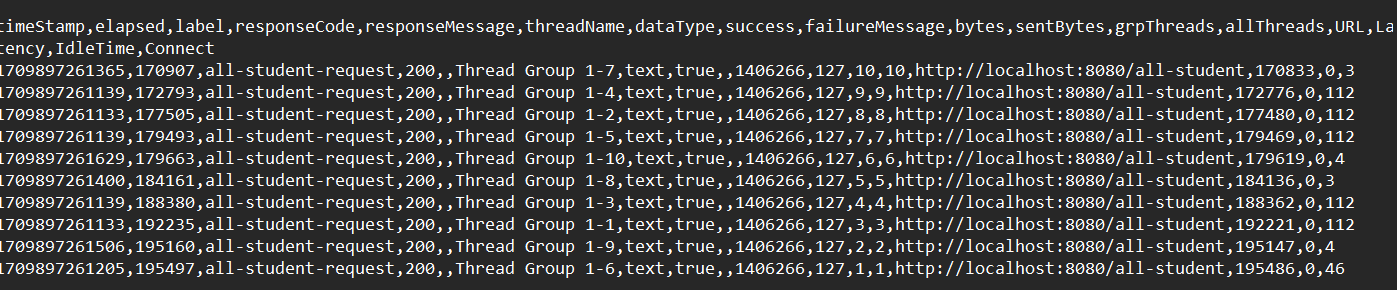 timeStamp,elapsed,label,responseCode,responseMessage,threadName,dataType,success,failureMessage,bytes,sentBytes,grpThreads,allThreads,URL,La
tency,IdleTime,Connect
1709897261365,170907,all-student-request,200,,Thread Group 1-7,text,true,,1406266,127,10,10,http://localhost:8080/all-student,170833,0,3
1709897261139,172793,all-student-request,200,,Thread Group 1-4,text,true,,1406266,127,9,9,http://localhost:8080/all-student,172776,0,112
1709897261133,177505,all-student-request,200,,Thread Group 1-2,text,true,,1406266,127,8,8,http://localhost:8080/all-student,177480,0,112
1709897261139,179493,all-student-request,200,,Thread Group 1-5,text,true,,1406266,127,7,7,http://localhost:8080/all-student,179469,0,112
1709897261629,179663,all-student-request,200,,Thread Group 1-10,text,true,,1406266,127,6,6,http://localhost:8080/all-student,179619,0,4
1709897261400,184161,all-student-request,200,,Thread Group 1-8,text,true,,1406266,127,5,5,http://localhost:8080/all-student,184136,0,3
1709897261139,188380,all-student-request,200,,Thread Group 1-3,text,true,,1406266,127,4,4,http://localhost:8080/all-student,188362,0,112
1709897261133,192235,all-student-request,200,,Thread Group 1-1,text,true,,1406266,127,3,3,http://localhost:8080/all-student,192221,0,112
1709897261506,195160,all-student-request,200,,Thread Group 1-9,text,true,,1406266,127,2,2,http://localhost:8080/all-student,195147,0,4
1709897261205,195497,all-student-request,200,,Thread Group 1-6,text,true,,1406266,127,1,1,http://localhost:8080/all-student,195486,0,46